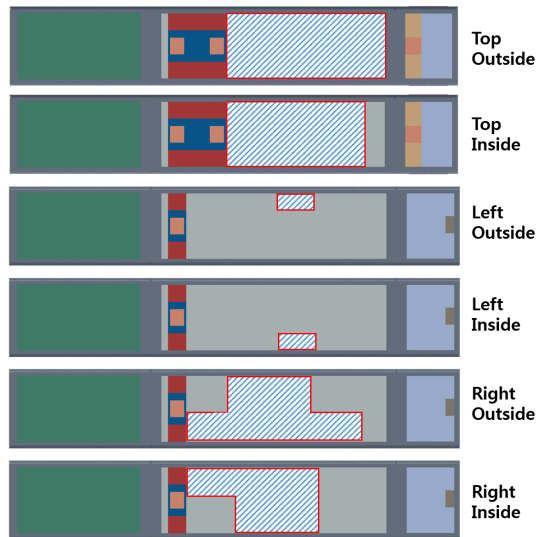 Top
Outside
Top
Inside
Left
Outside
Left
Inside
Right
Outside
Right
Inside